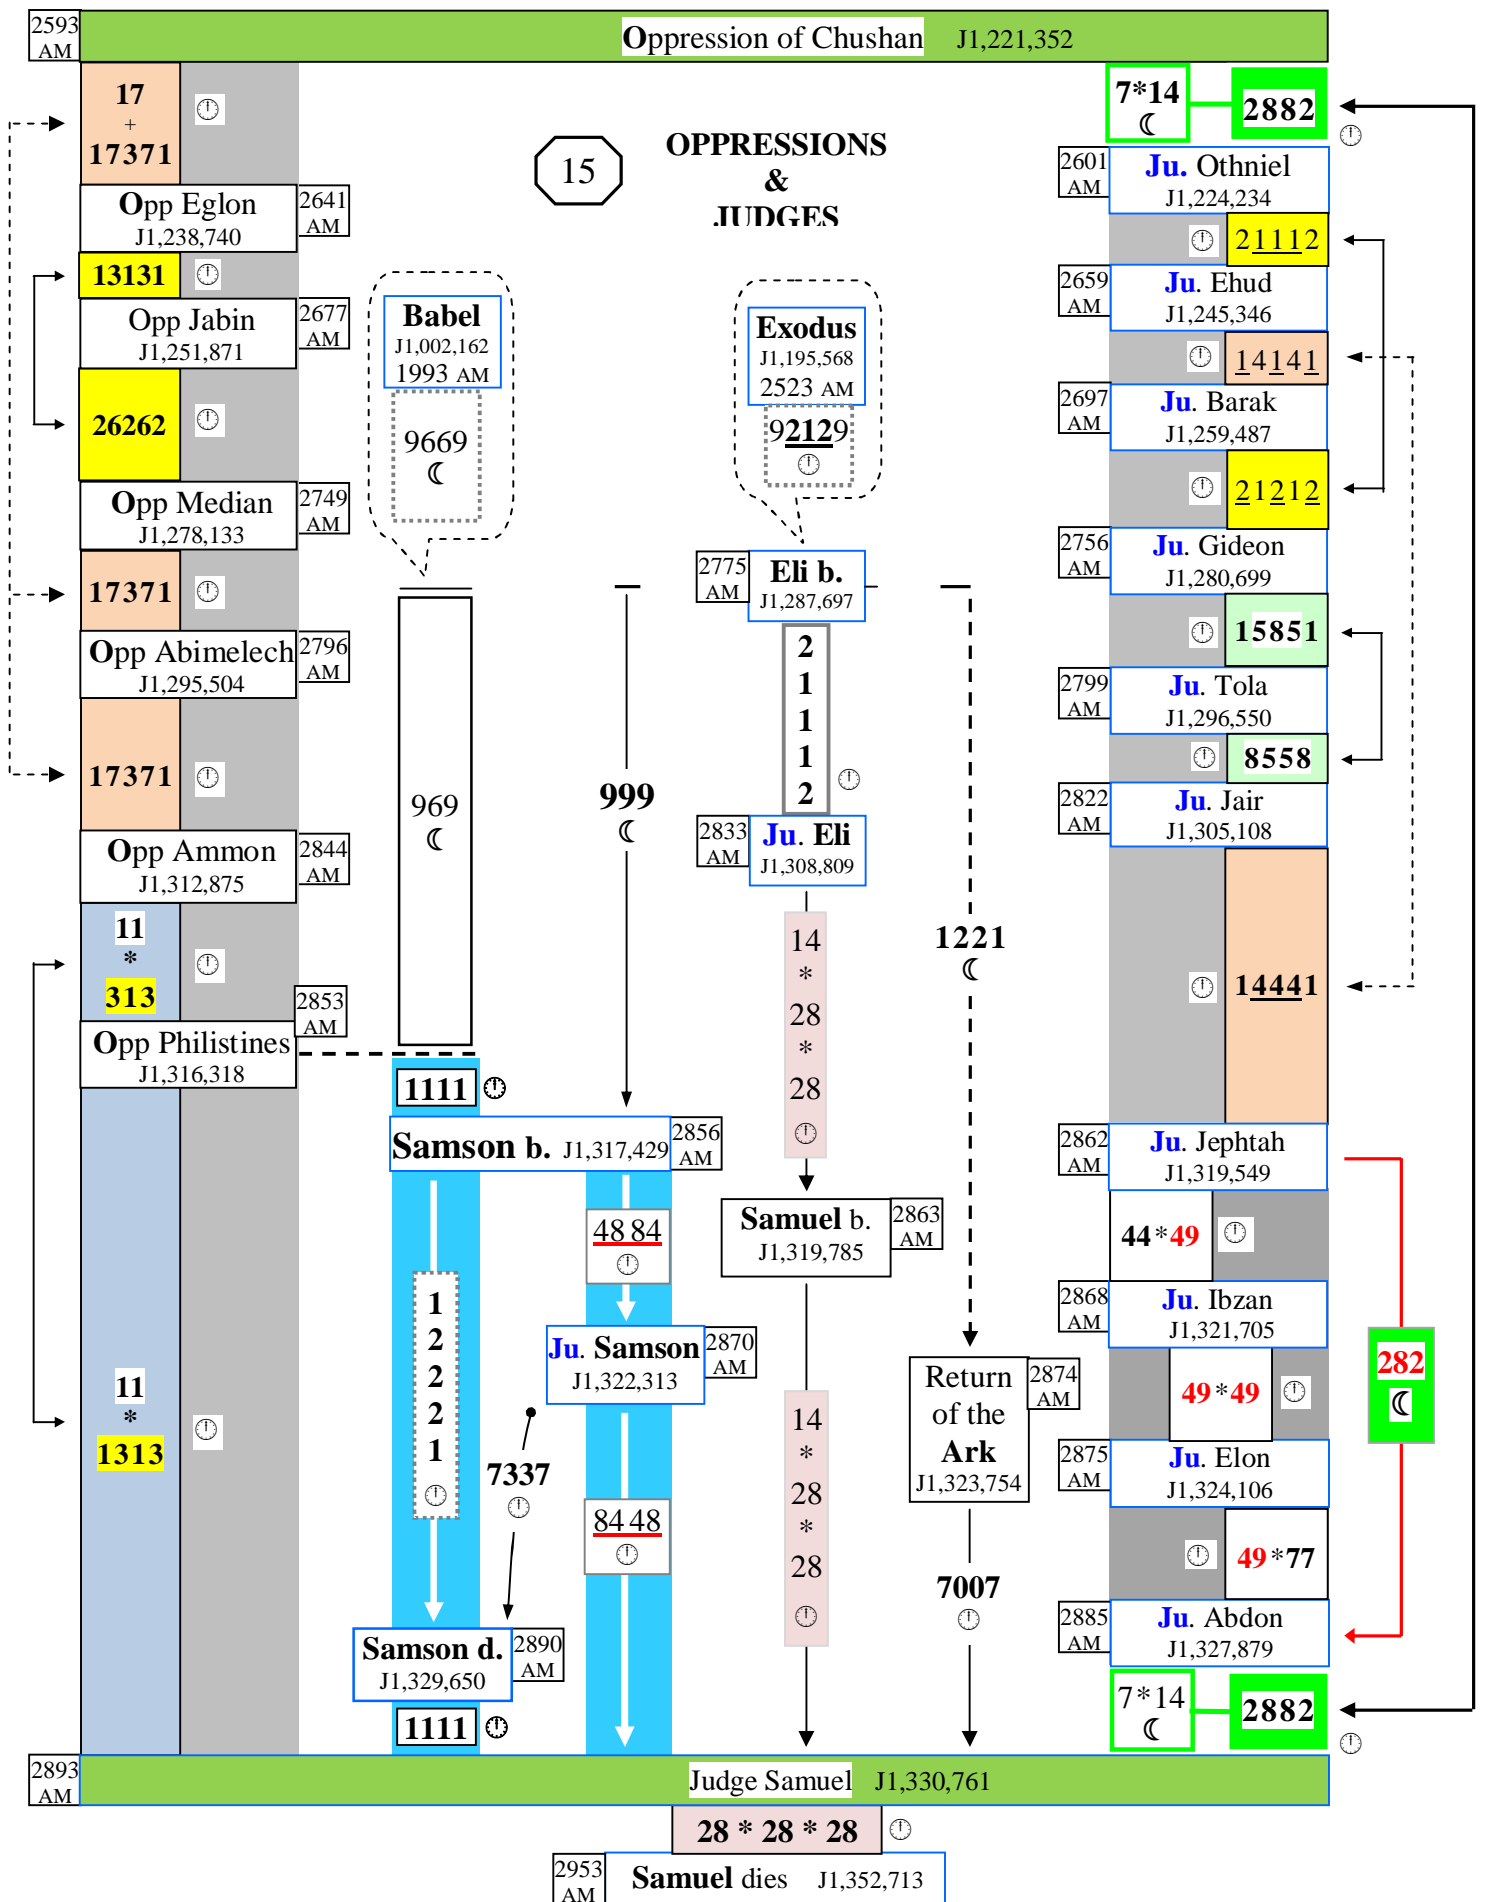 2593
AM
Oppression of Chushan J1,221,352
17
+
17371
7*14
☾
2882
15
OPPRESSIONS
&
JUDGES
2601
AM
Ju. Othniel
J1,224,234
Opp Eglon
J1,238,740
2641
AM
21112
13131
2659
AM
Ju. Ehud
J1,245,346
Opp Jabin
J1,251,871
2677
AM
Babel
J1,002,162
1993 AM
9669
☾
Exodus
J1,195,568
2523 AM
92129
14141
26262
2697
AM
Ju. Barak
J1,259,487
21212
Opp Median
J1,278,133
2749
AM
2756
AM
Ju. Gideon
J1,280,699
2775
AM
Eli b.
J1,287,697
17371
15851
Opp Abimelech
J1,295,504
2796
AM
2
1
1
1
2
2799
AM
Ju. Tola
J1,296,550
17371
8558
969
☾
999
☾
2822
AM
Ju. Jair
J1,305,108
2833
AM
Ju. Eli
J1,308,809
Opp Ammon
J1,312,875
2844
AM
11
*
313
14
*
28
*
28
1221
☾
14441
2853
AM
Opp Philistines
J1,316,318
1111
Samson b. J1,317,429
2856
AM
2862
AM
Ju. Jephtah
J1,319,549
48 84
Samuel b.
J1,319,785
2863
AM
44*49
1
2
2
2
1
2868
AM
Ju. Ibzan
J1,321,705
Ju. Samson
J1,322,313
2870
AM
Return
of the
Ark
J1,323,754
2874
AM
282
☾
49*49
11
*
1313
14
*
28
*
28
7337
2875
AM
Ju. Elon
J1,324,106
84 48
49*77
7007
2885
AM
Ju. Abdon
J1,327,879
Samson d.
J1,329,650
2890
AM
1111
7*14
☾
2882
2893
AM
Judge Samuel J1,330,761
28 * 28 * 28
2953
AM
Samuel dies J1,352,713